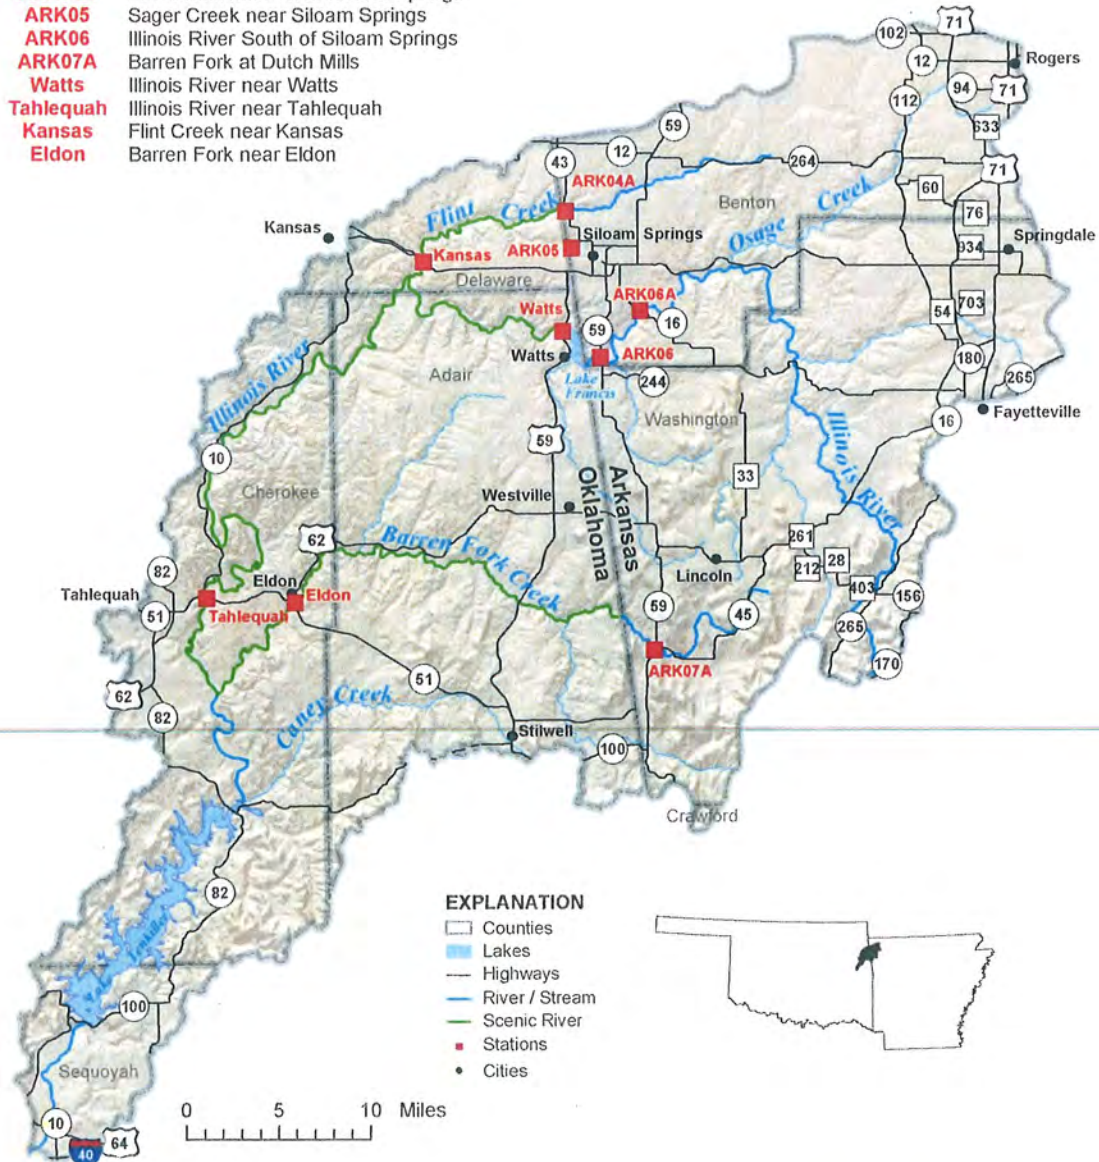 ARK05 Sager Creek near Siloam Springs
ARK06 Illinois River South of Siloam Springs
ARK07A Barren Fork at Dutch Mills
Watts Illinois River near Watts
Tahlequah Illinois River near Tahlequah
Kansas Flint Creek near Kansas
Eldon Barren Fork near Eldon
71
102
12
Rogers
94
71
112
59
633
12
43
264
71
ARK04A
60
Benton
Flint Creek
Osage Creek
76
Kansas
Siloam Springs
ARK05
934
Springdale
Kansas
Delaware
ARK06A
703
54
Watts
59
16
Watts
ARK06
180
Illinois River
Adair
Lake Francis
244
265
Washington
Fayetteville
16
59
Illinois River
10
33
Cherokee
Arkansas
Oklahoma
Westville
62
Barren Fork Creek
261
82
Eldon
Lincoln
212
28
Tahlequah
Eldon
403
156
51
Tahlequah
59
45
265
ARK07A
170
51
62
82
Caney Creek
Stilwell
100
Crawford
82
Lake Tenkiller
EXPLANATION
Counties
Lakes
Highways
River / Stream
Scenic River
Stations
Cities
100
Sequoyah
0 5 10 Miles
10
40
64